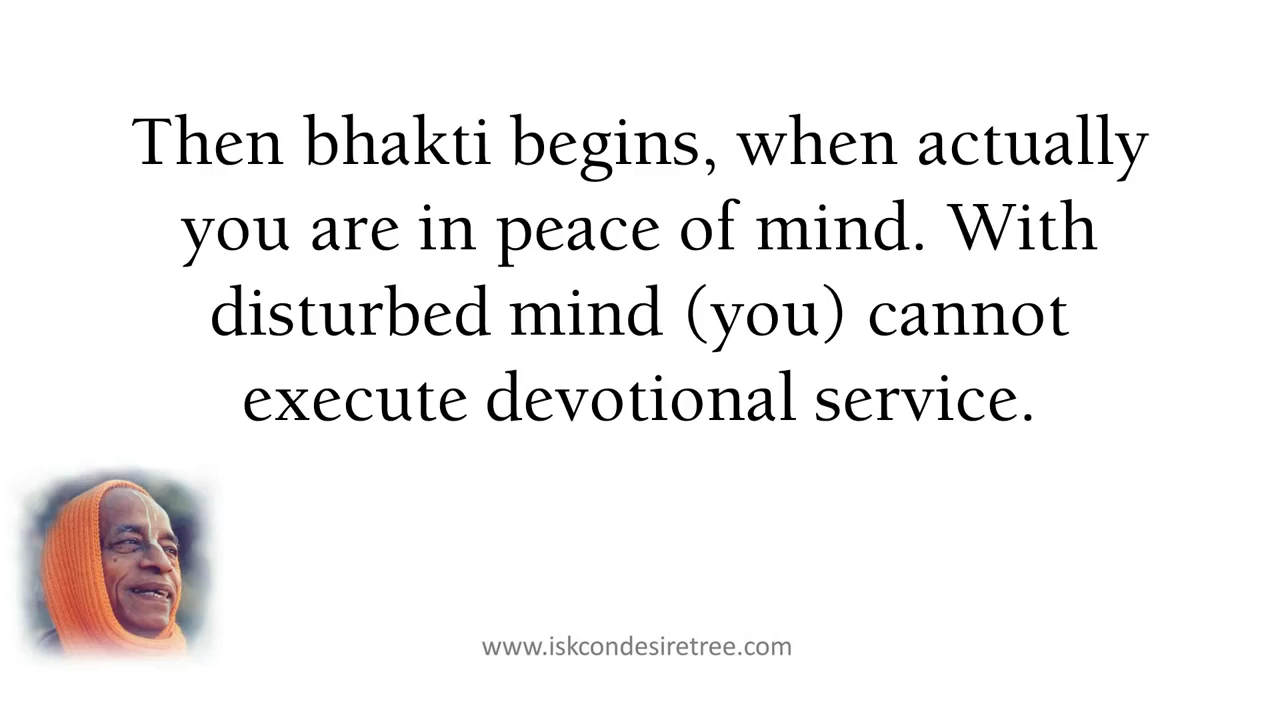 Then bhakti begins, when actually
you are in peace of mind. With
disturbed mind (you) cannot
execute devotional service.
www.iskcondesiretree.com